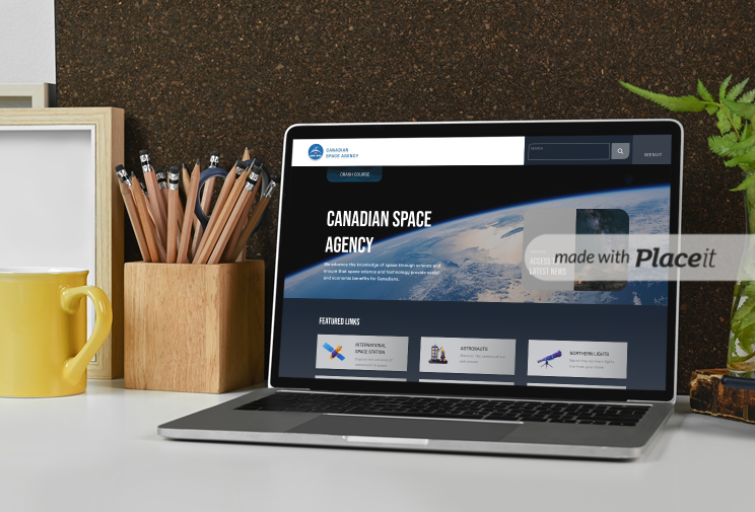 CANADIAN
SPACE AGENCY
SEARCH
CRASH COURSE
CANADIAN SPACE
AGENCY
We advance the knowledge of space through science and
ensure that space science and technology provide social
and economic benefits for Canadians.
ACCESS
LATEST NEWS
made with Placeit
FEATURED LINKS
INTERNATIONAL
SPACE STATION
ASTRONAUTS
NORTHERN LIGHTS